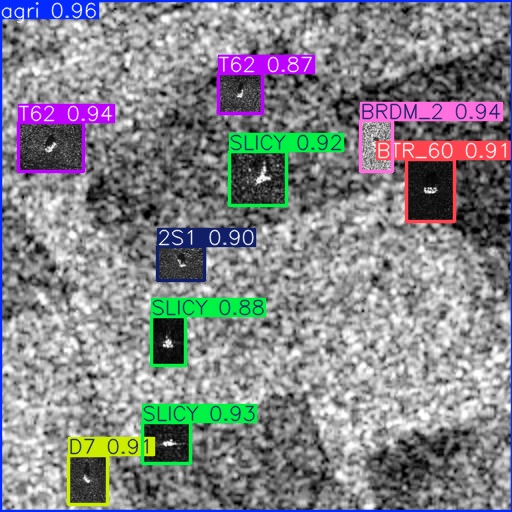 agri 0.96
T62 0.87
T62 0.94
BRDM_2 0.94
SLICY 0.92
BTR_60 0.91
2S1 0.90
SLICY 0.88
SLICY 0.93
D7 0.91